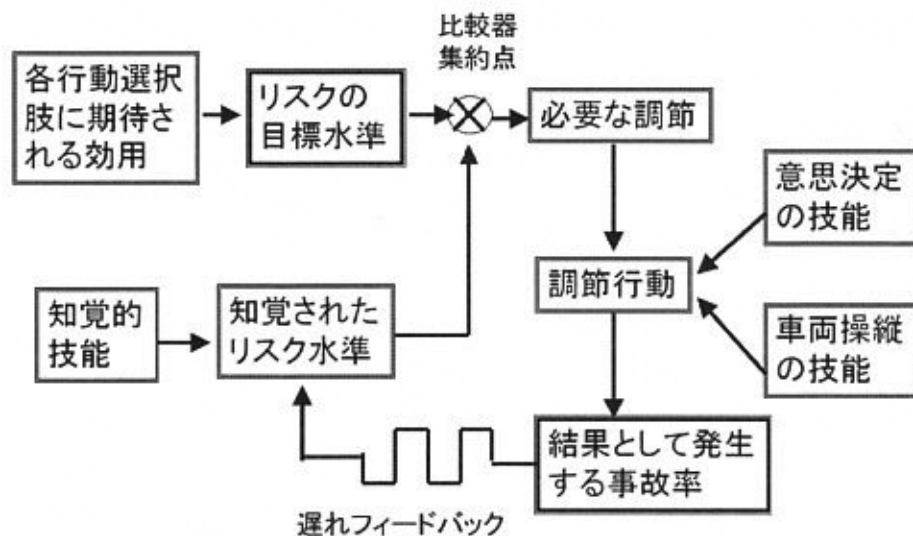 比較器
集約点
各行動選択
肢に期待さ
れる効用
リスクの
目標水準
必要な調節
意思決定
の技能
調節行動
知覚的
技能
知覚された
リスク水準
車両操縦
の技能
結果として発生
する事故率
遅れフィードバック